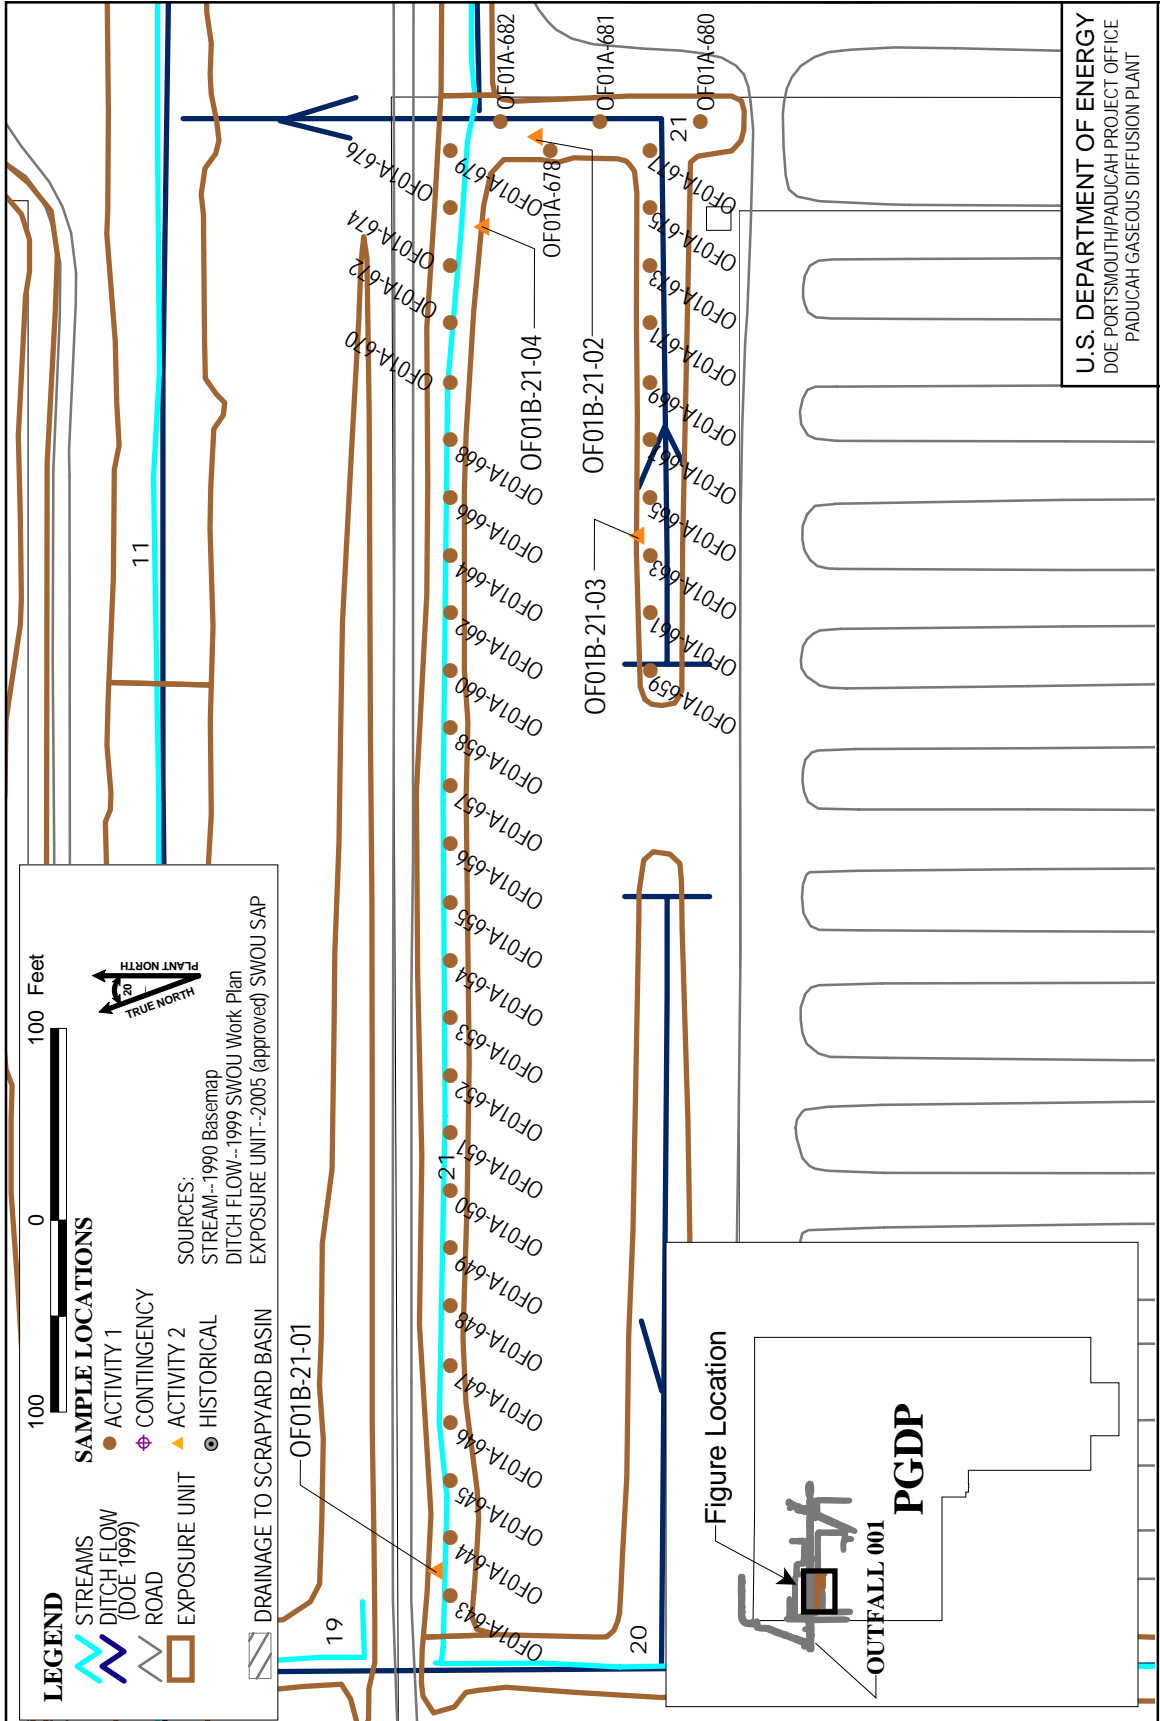 LEGEND
STREAMS
DITCH FLOW
(DOE 1999)
ROAD
EXPOSURE UNIT
DRAINAGE TO SCRAPYARD BASIN
SAMPLE LOCATIONS
ACTIVITY 1
CONTINGENCY
ACTIVITY 2
HISTORICAL
SOURCES:
STREAM--1990 Basemap
DITCH FLOW--1999 SWOU Work Plan
EXPOSURE UNIT--2005 (approved) SWOU SAP
100 0 100 Feet
20
TRUE NORTH
PLANT NORTH
11
19
20
21
21
OF01B-21-01
OF01B-21-04
OF01B-21-02
OF01B-21-03
OF01A-643
OF01A-644
OF01A-645
OF01A-646
OF01A-647
OF01A-648
OF01A-649
OF01A-650
OF01A-651
OF01A-652
OF01A-653
OF01A-654
OF01A-655
OF01A-656
OF01A-657
OF01A-658
OF01A-660
OF01A-662
OF01A-664
OF01A-666
OF01A-668
OF01A-670
OF01A-672
OF01A-674
OF01A-676
OF01A-679
OF01A-678
OF01A-682
OF01A-681
OF01A-680
OF01A-677
OF01A-675
OF01A-673
OF01A-671
OF01A-669
OF01A-667
OF01A-665
OF01A-663
OF01A-661
OF01A-659
Figure Location
OUTFALL 001
PGDP
U.S. DEPARTMENT OF ENERGY
DOE PORTSMOUTH/PADUCAH PROJECT OFFICE
PADUCAH GASEOUS DIFFUSION PLANT